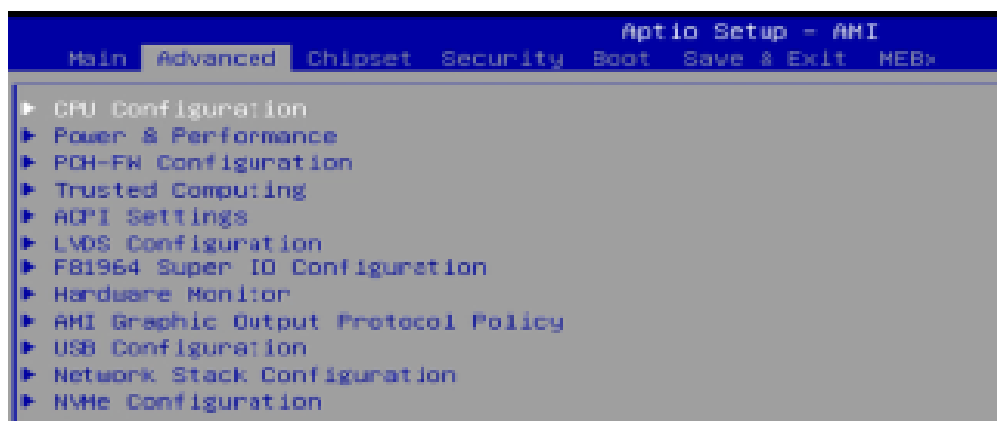 Aptio Setup - AMI
Main Advanced Chipset Security Boot Save & Exit MEBx
CPU Configuration
Power & Performance
PCH-FW Configuration
Trusted Computing
ACPI Settings
LVDS Configuration
F81964 Super IO Configuration
Hardware Monitor
AMI Graphic Output Protocol Policy
USB Configuration
Network Stack Configuration
NVMe Configuration